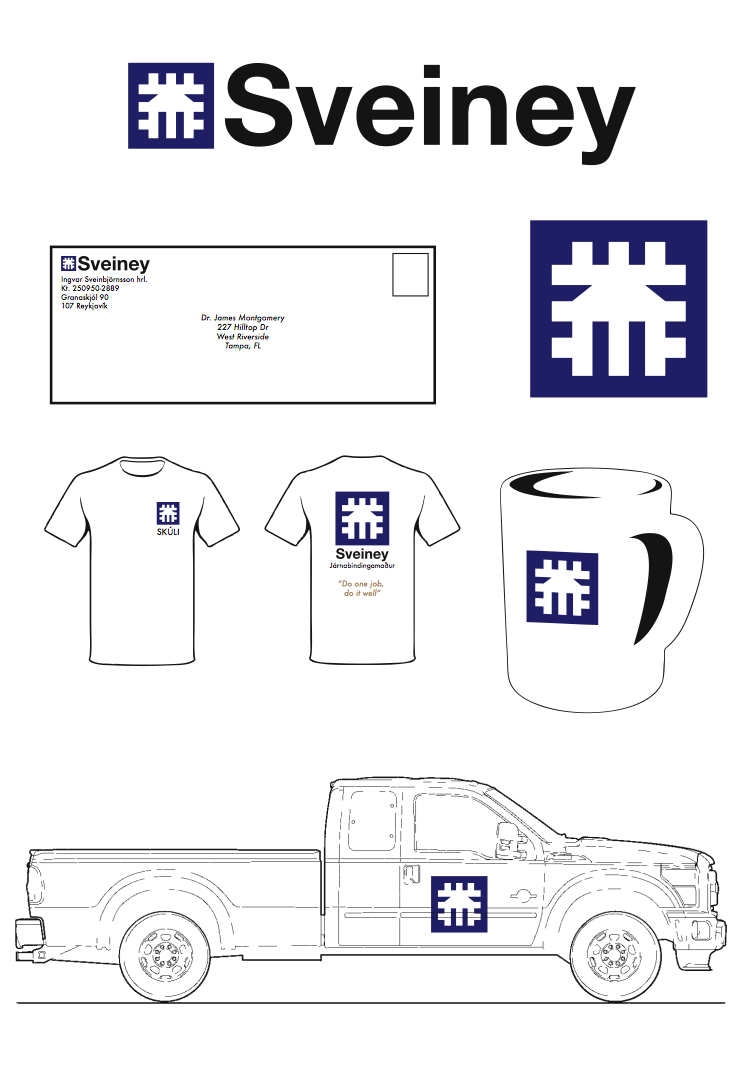 Sveiney
Sveiney
Ingvar Sveinbjörnsson hrl.
Kt. 250950-2889
Granaskjól 90
107 Reykjavík
Dr. James Montgomery
227 Hilltop Dr
West Riverside
Tampa, FL
SKÚLI
Sveiney
Járnabindingamaður
"Do one job,
do it well"